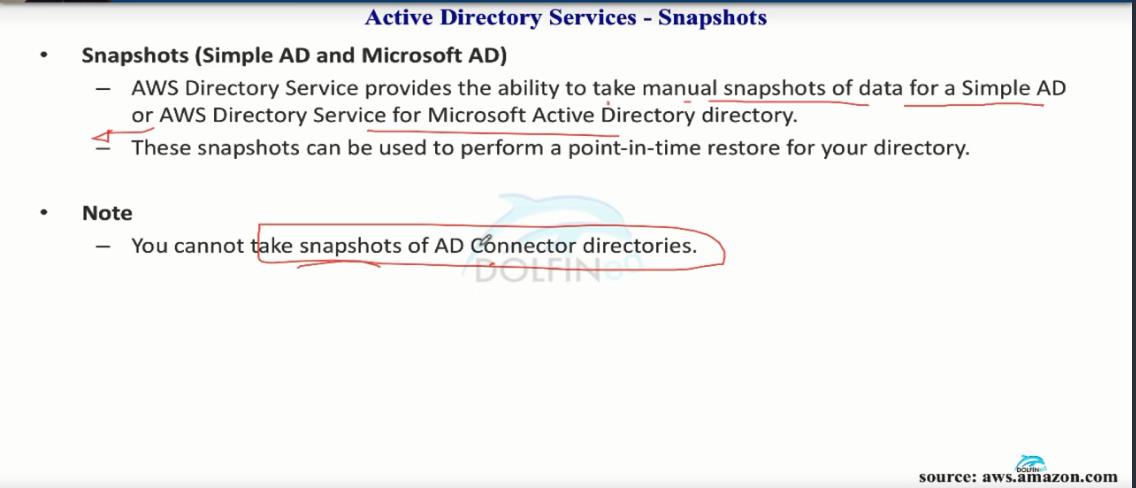 Active Directory Services - Snapshots
• Snapshots (Simple AD and Microsoft AD)
– AWS Directory Service provides the ability to take manual snapshots of data for a Simple AD
or AWS Directory Service for Microsoft Active Directory directory.
– These snapshots can be used to perform a point-in-time restore for your directory.
• Note
– You cannot take snapshots of AD Connector directories.
DOLFINED
DOLFIN
source: aws.amazon.com